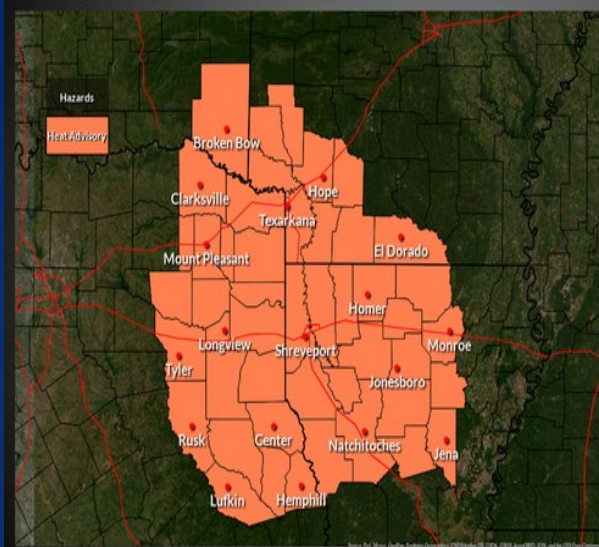 Hazards
Heat Advisory
Broken Bow
Clarksville
Hope
Texarkana
Mount Pleasant
El Dorado
Homer
Longview
Shreveport
Monroe
Tyler
Jonesboro
Rusk
Center
Natchitoches
Jena
Lufkin
Hemphill